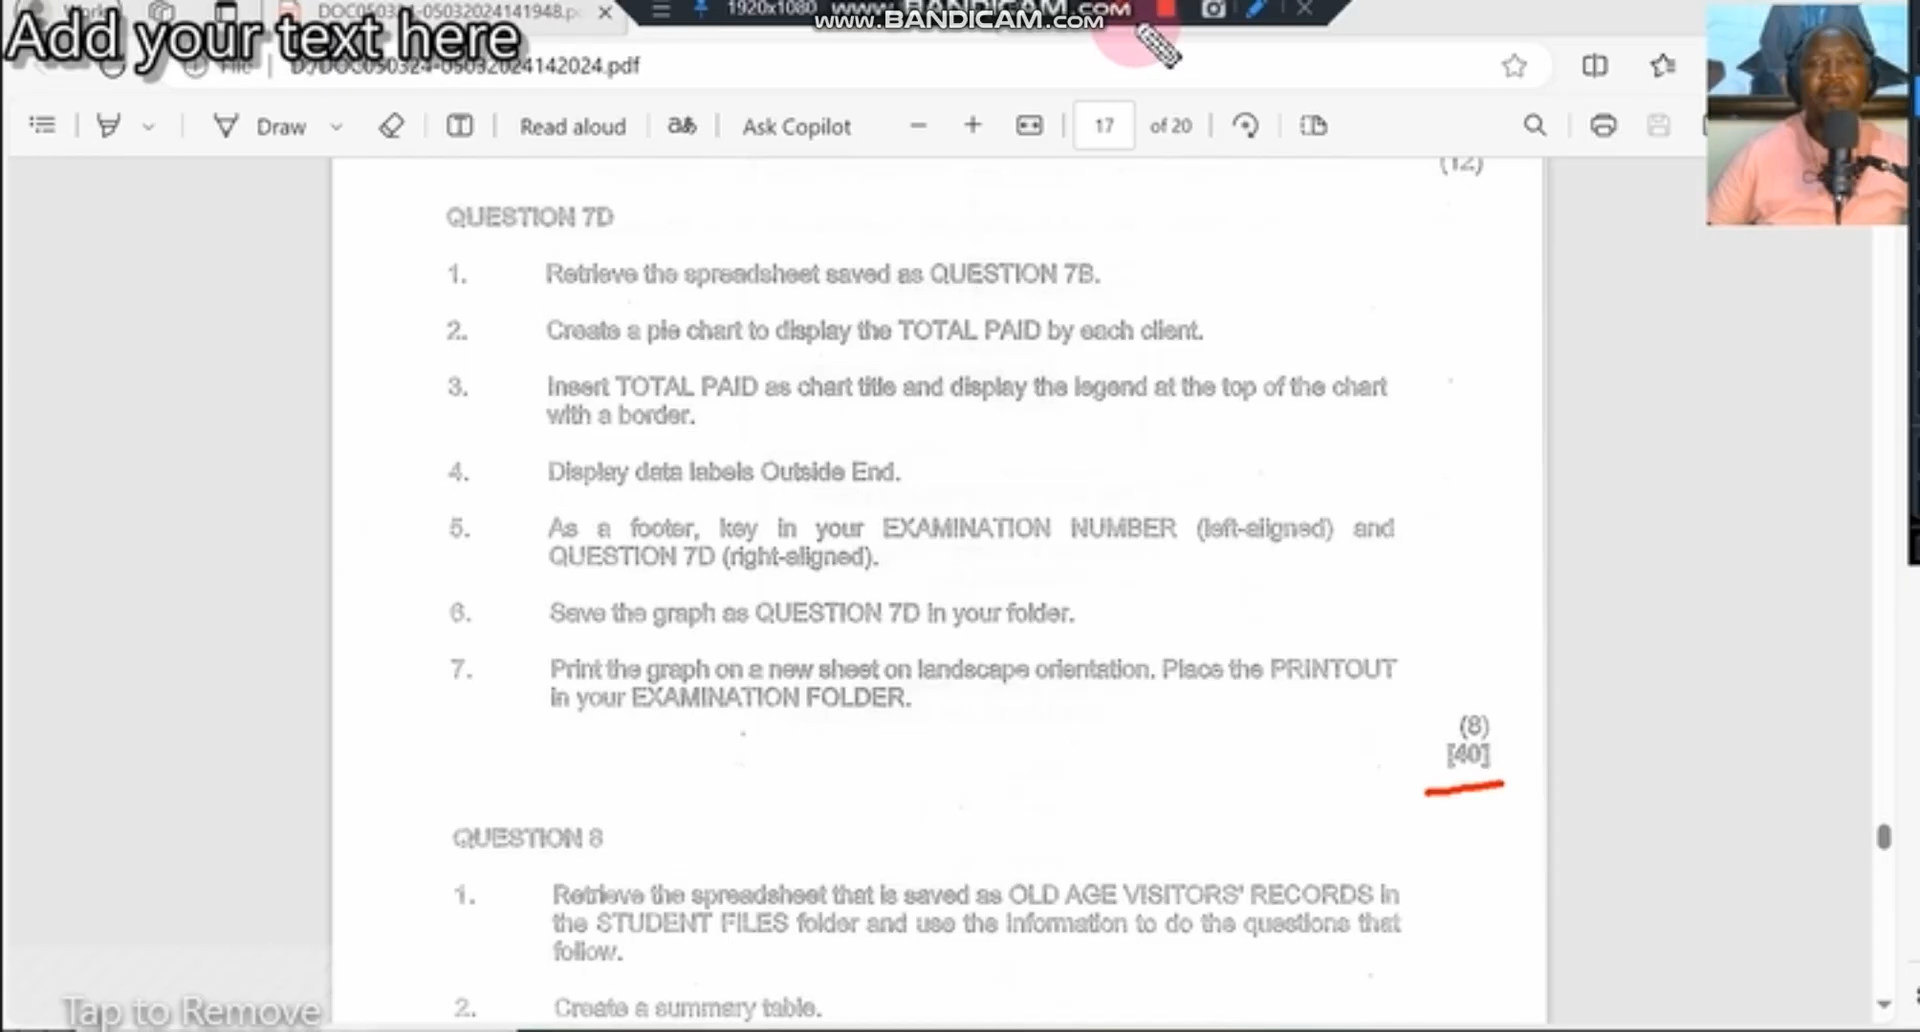 DOC050324-05032024141948.p
1920x1080 www.BANDICAM.com
www.BANDICAM.com
Add your text here
File D:/DOC050324-05032024142024.pdf
Draw Read aloud Ask Copilot 17 of 20
(12)
QUESTION 7D
1. Retrieve the spreadsheet saved as QUESTION 7B.
2. Create a pie chart to display the TOTAL PAID by each client.
3. Insert TOTAL PAID as chart title and display the legend at the top of the chart
with a border.
4. Display data labels Outside End.
5. As a footer, key in your EXAMINATION NUMBER (left-aligned) and
QUESTION 7D (right-aligned).
6. Save the graph as QUESTION 7D in your folder.
7. Print the graph on a new sheet on landscape orientation. Place the PRINTOUT
in your EXAMINATION FOLDER.
(8)
[40]
QUESTION 8
1. Retrieve the spreadsheet that is saved as OLD AGE VISITORS' RECORDS in
the STUDENT FILES folder and use the information to do the questions that
follow.
2. Create a summary table.
Tap to Remove